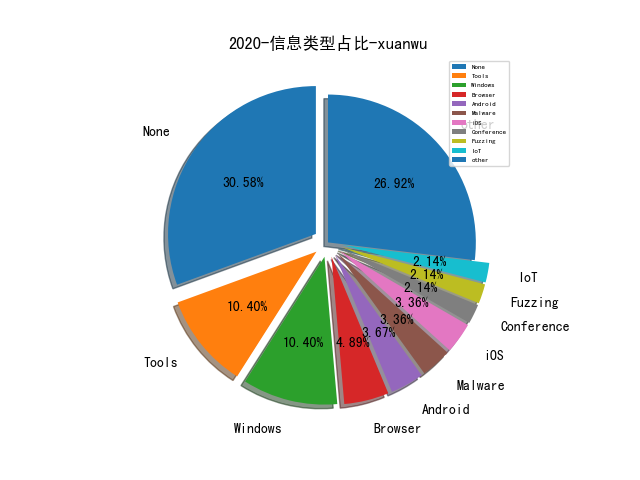 2020-信息类型占比-xuanwu
None
Tools
Windows
Browser
Android
Malware
iOS
Conference
Fuzzing
IoT
other
other
None
30.58%
26.92%
2.14%
IoT
2.14%
Fuzzing
2.14%
Conference
3.36%
iOS
3.36%
Malware
3.67%
Android
4.89%
Browser
10.40%
Windows
10.40%
Tools